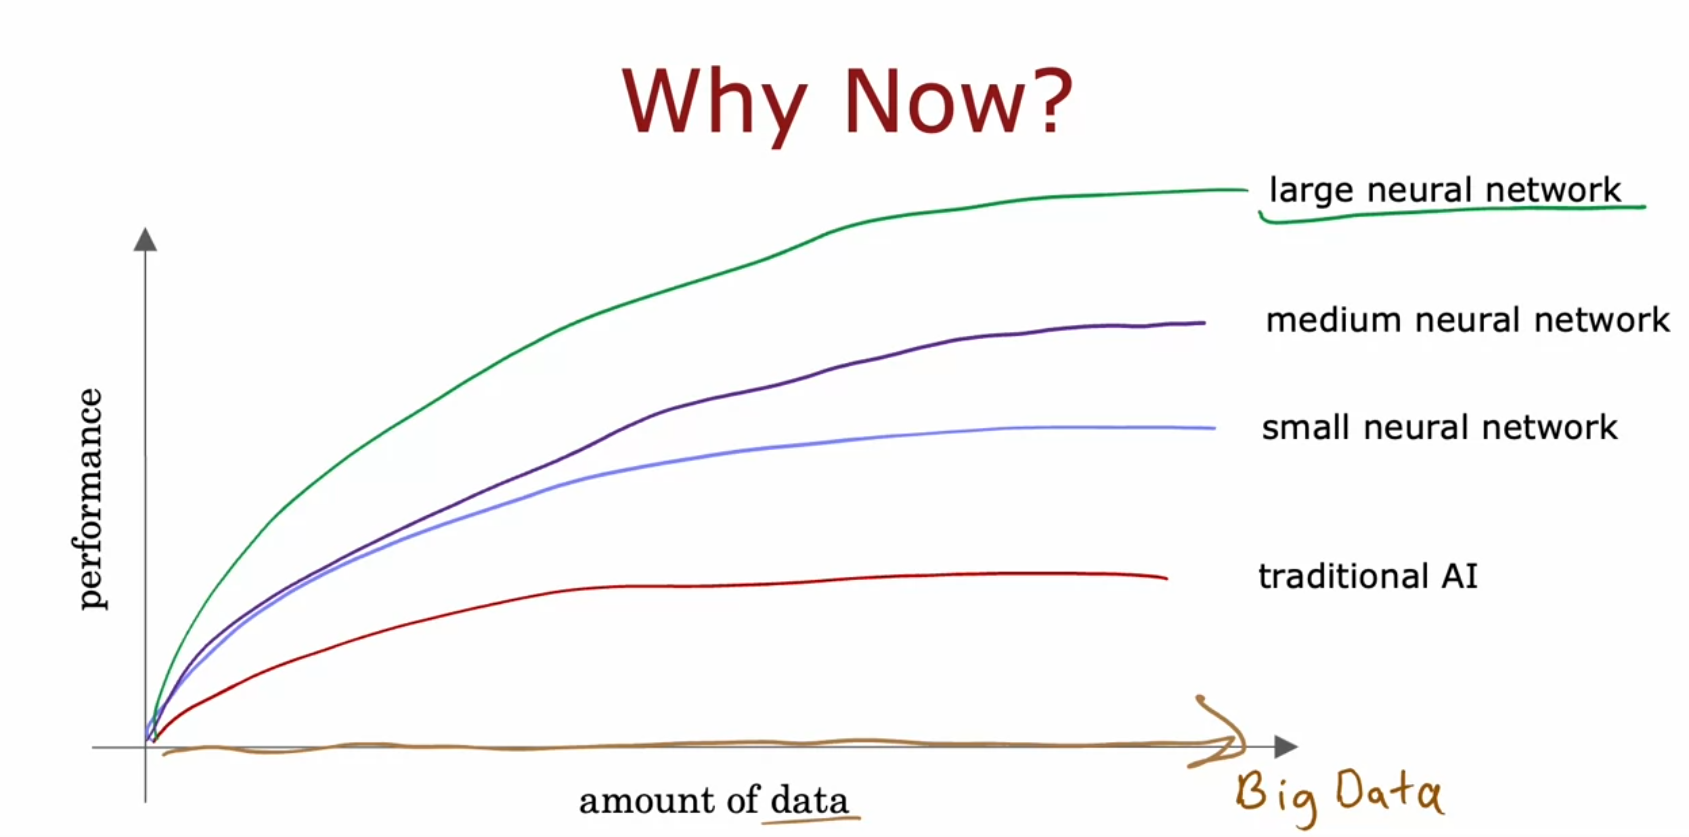 Why Now?
large neural network
medium neural network
small neural network
traditional AI
performance
amount of data
Big Data